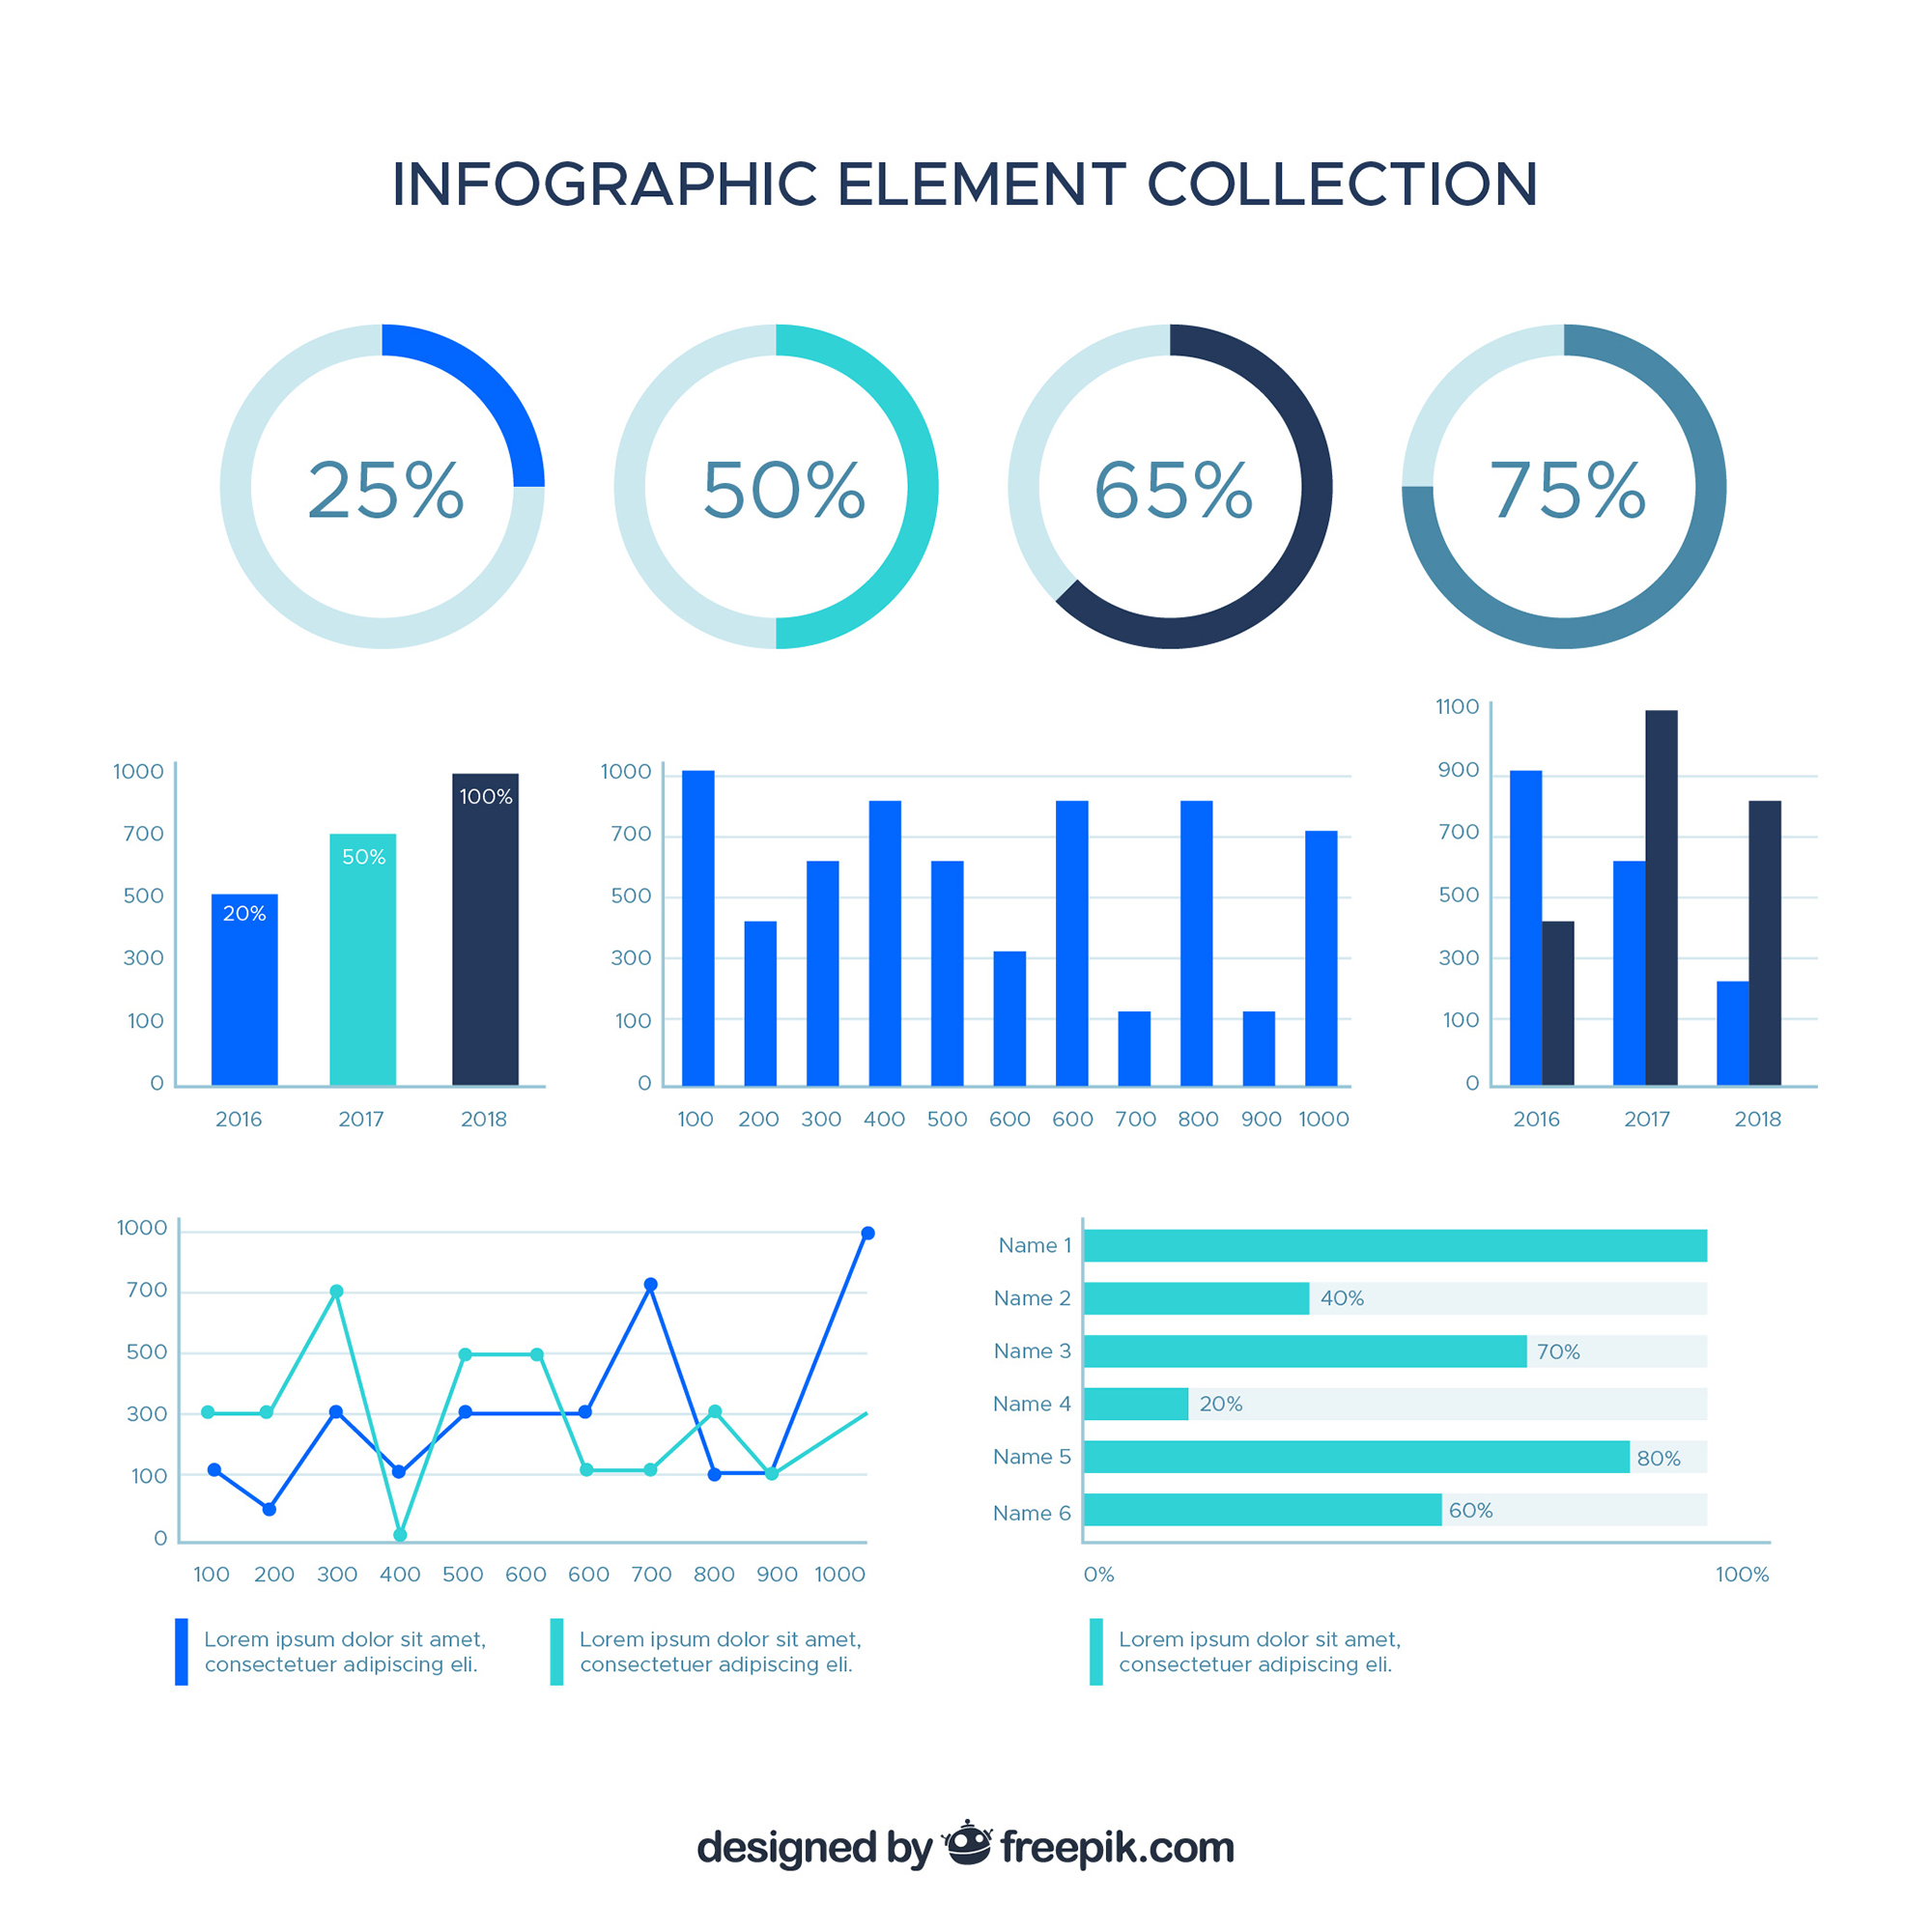 INFOGRAPHIC ELEMENT COLLECTION
25%
50%
65%
75%
1000
700
500
300
100
0
20%
50%
100%
2016 2017 2018
1000
700
500
300
100
0
100 200 300 400 500 600 600 700 800 900 1000
1100
900
700
500
300
100
0
2016 2017 2018
1000
700
500
300
100
0
100 200 300 400 500 600 600 700 800 900 1000
Lorem ipsum dolor sit amet,
consectetuer adipiscing eli.
Lorem ipsum dolor sit amet,
consectetuer adipiscing eli.
Name 1
Name 2 40%
Name 3 70%
Name 4 20%
Name 5 80%
Name 6 60%
0% 100%
Lorem ipsum dolor sit amet,
consectetuer adipiscing eli.
designed by freepik.com